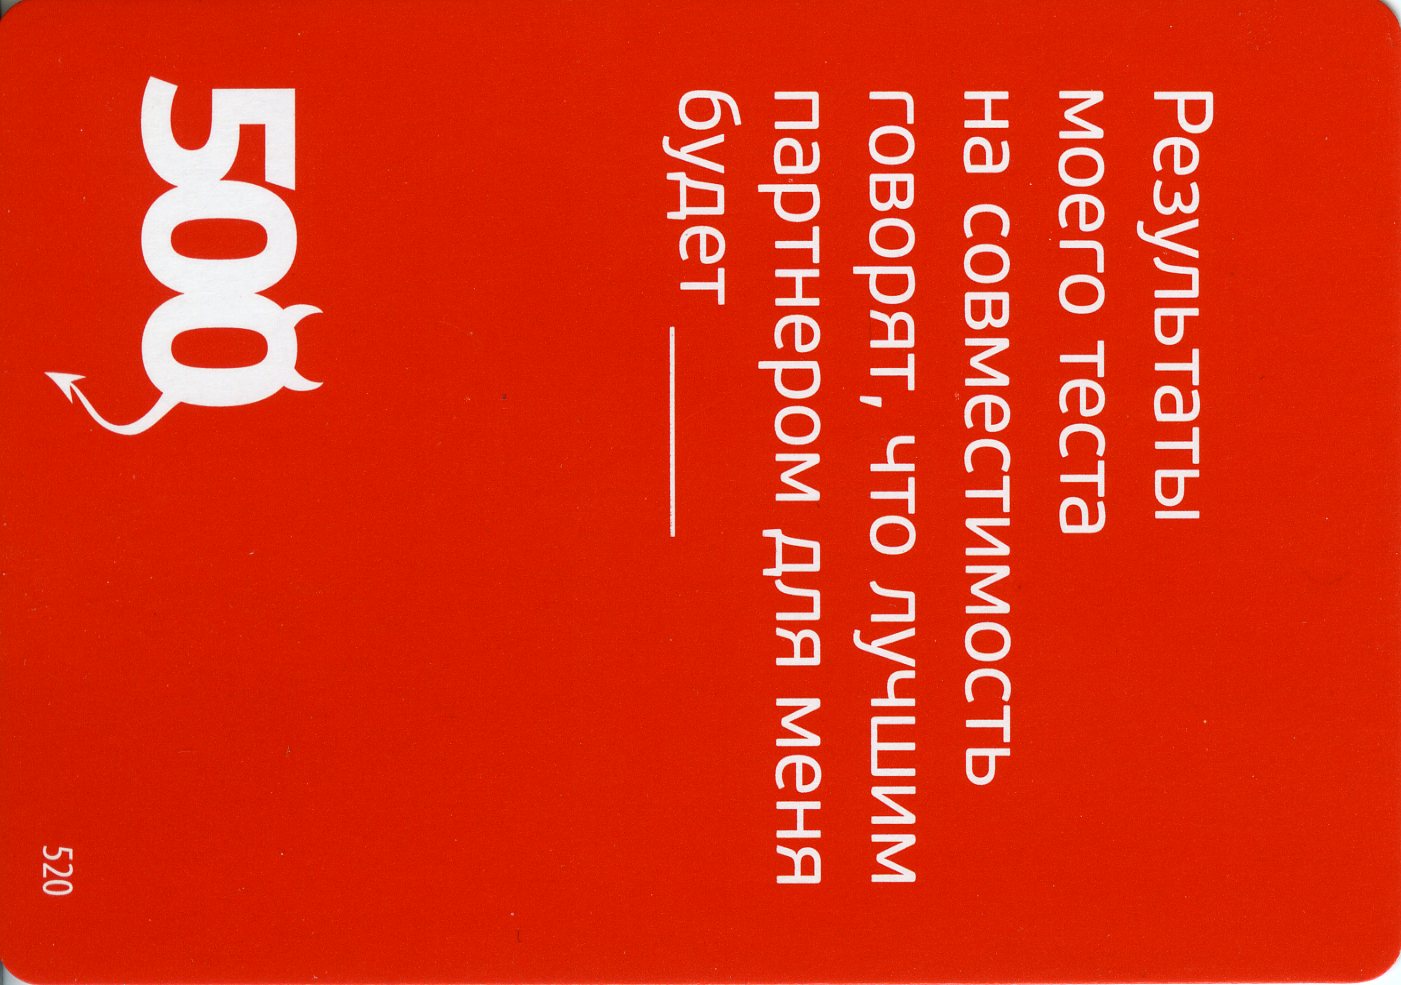 Результаты
моего теста
на совместимость
говорят, что лучшим
партнером для меня
будет ______
500
520